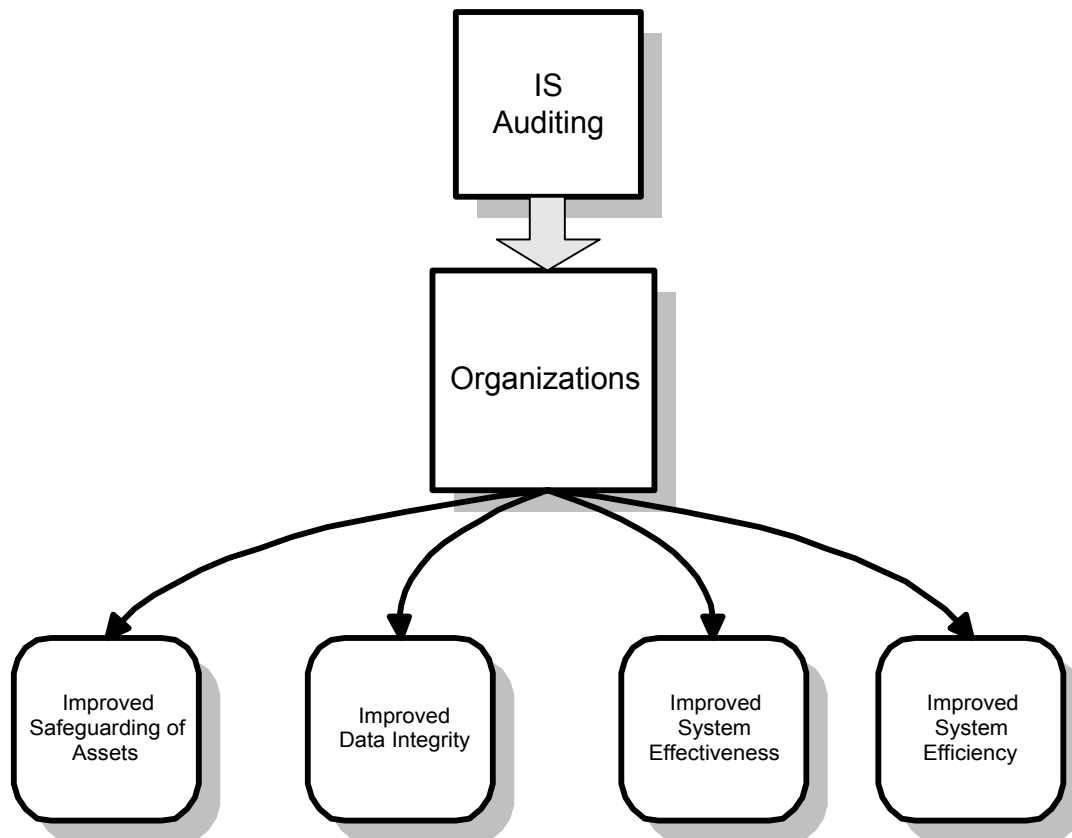 IS
Auditing
Organizations
Improved
Safeguarding of
Assets
Improved
Data Integrity
Improved
System
Effectiveness
Improved
System
Efficiency